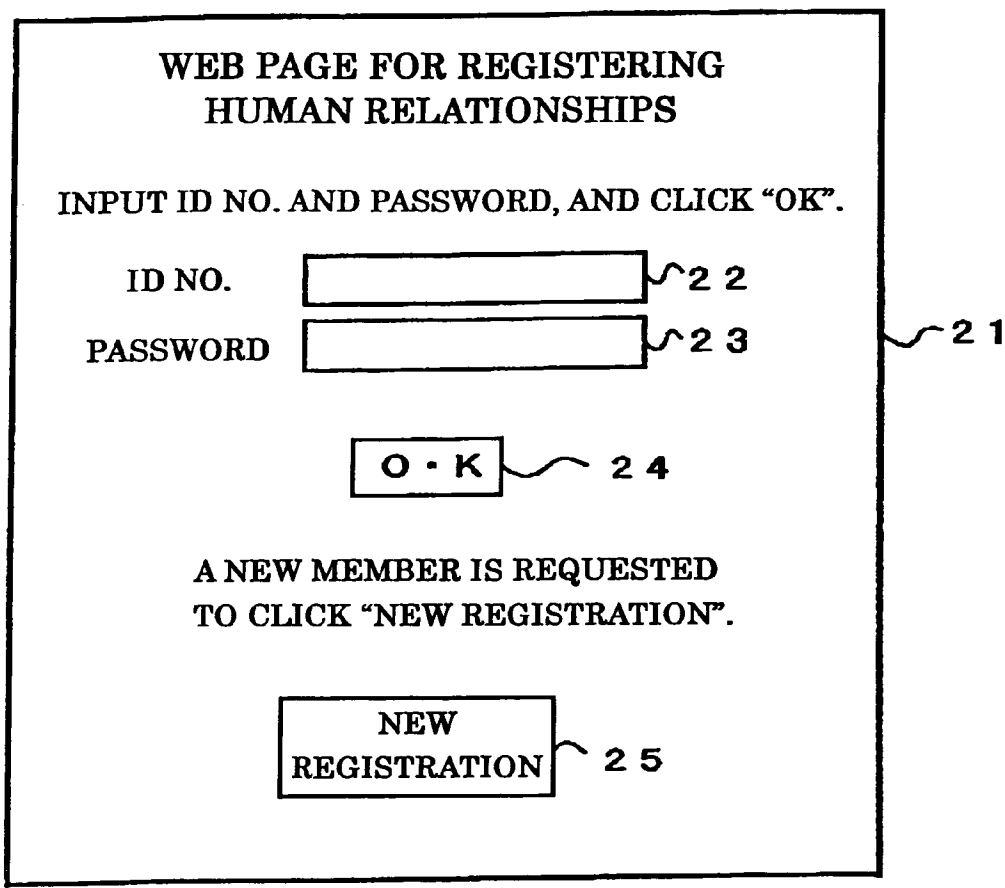 WEB PAGE FOR REGISTERING
HUMAN RELATIONSHIPS
INPUT ID NO. AND PASSWORD, AND CLICK “OK”.
ID NO.
22
PASSWORD
23
21
O・K
24
A NEW MEMBER IS REQUESTED
TO CLICK “NEW REGISTRATION”.
NEW
REGISTRATION
25